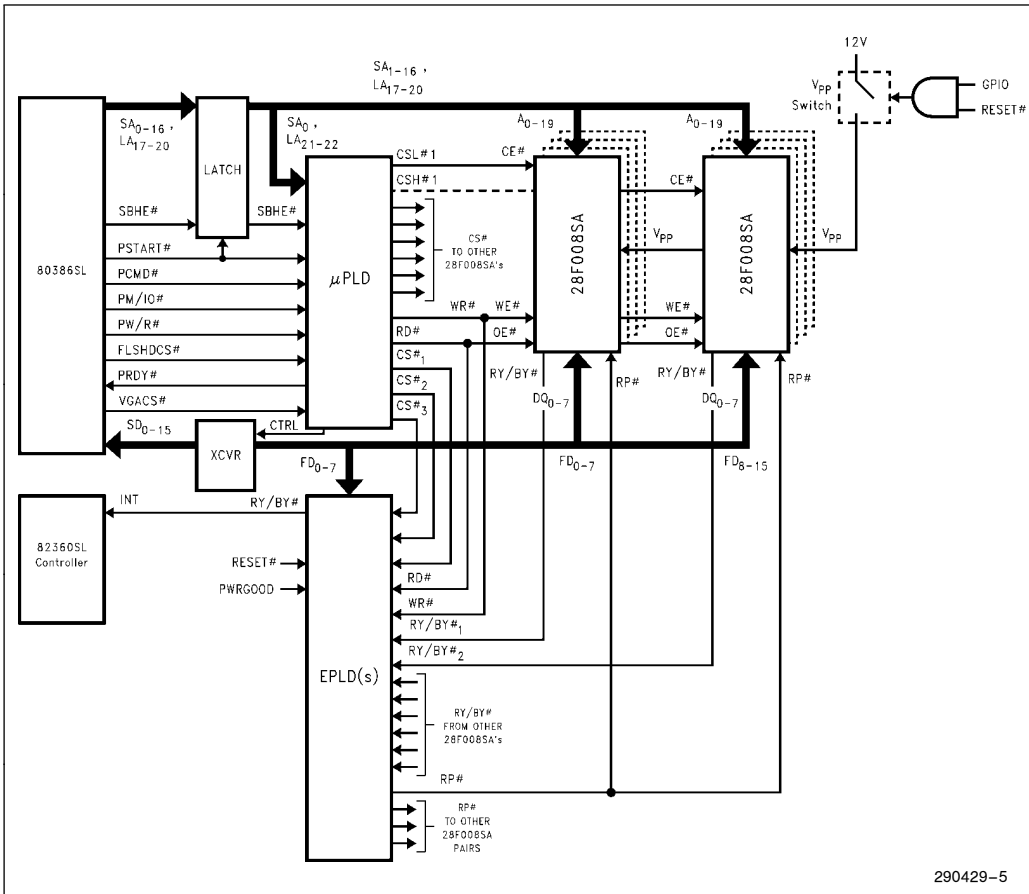 12V
SA1-16 ,
LA17-20
VPP
Switch
GPIO
RESET#
SA0-16 ,
LA17-20
SA0 ,
LA21-22
A0-19
A0-19
LATCH
CSL#1
CE#
CSH#1
CE#
SBHE#
SBHE#
CS#
TO OTHER
28F008SA's
28F008SA
28F008SA
VPP
VPP
80386SL
PSTART#
μPLD
PCMD#
PM/IO#
WR#
WE#
WE#
PW/R#
RD#
OE#
OE#
FLSHDCS#
CS#1
RY/BY#
RP#
RY/BY#
RP#
PRDY#
CS#2
DQ0-7
DQ0-7
VGACS#
CS#3
SD0-15
CTRL
XCVR
FD0-7
FD0-7
FD8-15
INT
RY/BY#
82360SL
Controller
RESET#
RD#
PWRGOOD
WR#
RY/BY#1
RY/BY#2
EPLD(s)
RY/BY#
FROM OTHER
28F008SA's
RP#
RP#
TO OTHER
28F008SA
PAIRS
290429-5